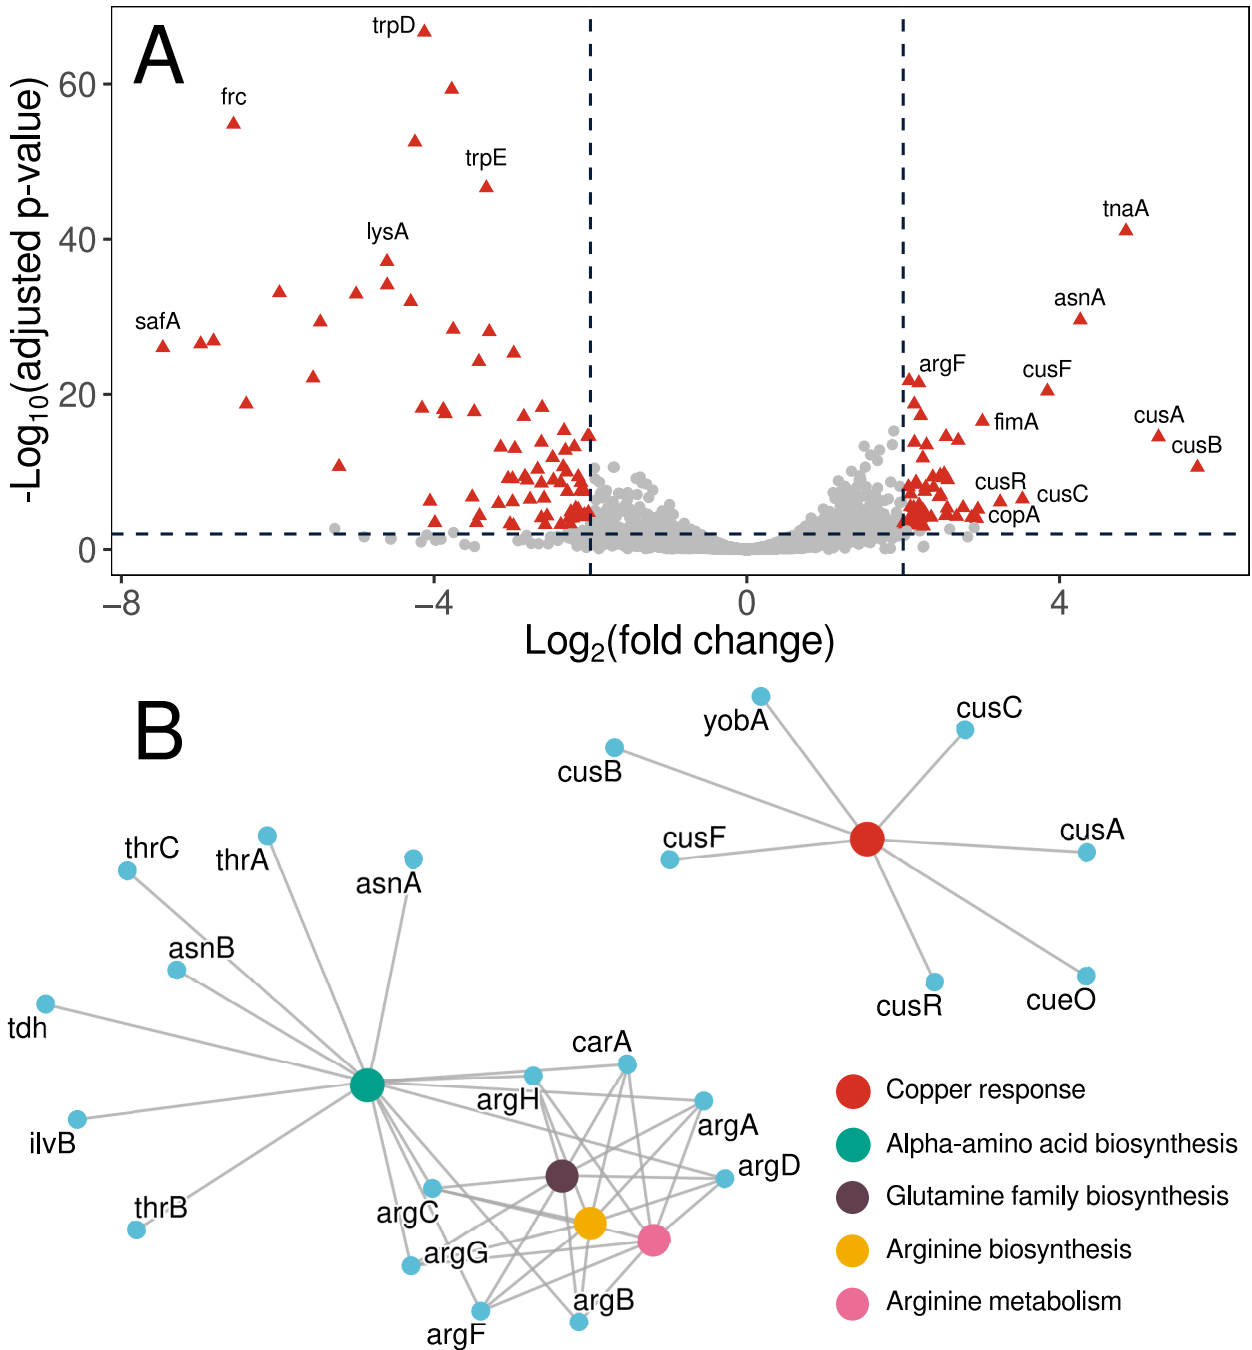 A
trpD
frc
trpE
lysA
safA
tnaA
asnA
cusF
argF
fimA
cusA
cusB
cusR
cusC
copA
60
40
20
0
-Log10(adjusted p-value)
−8
−4
0
4
Log2(fold change)
B
yobA
cusC
cusB
cusF
cusA
cusR
cueO
thrC
thrA
asnA
asnB
tdh
ilvB
thrB
carA
argH
argA
argD
argC
argG
argB
argF
Copper response
Alpha-amino acid biosynthesis
Glutamine family biosynthesis
Arginine biosynthesis
Arginine metabolism